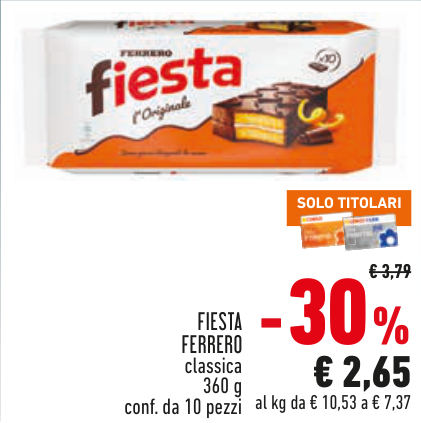 FERRERO
fiesta
l'Originale
x10
SOLO TITOLARI
€ 3,79
-30%
FIESTA
FERRERO
classica
360 g
conf. da 10 pezzi
€ 2,65
al kg da € 10,53 a € 7,37